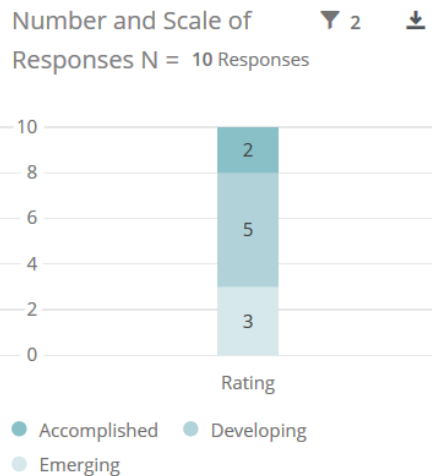 Number and Scale of
2
Responses N = 10 Responses
10
2
8
6
5
4
2
3
0
Rating
Accomplished Developing
Emerging